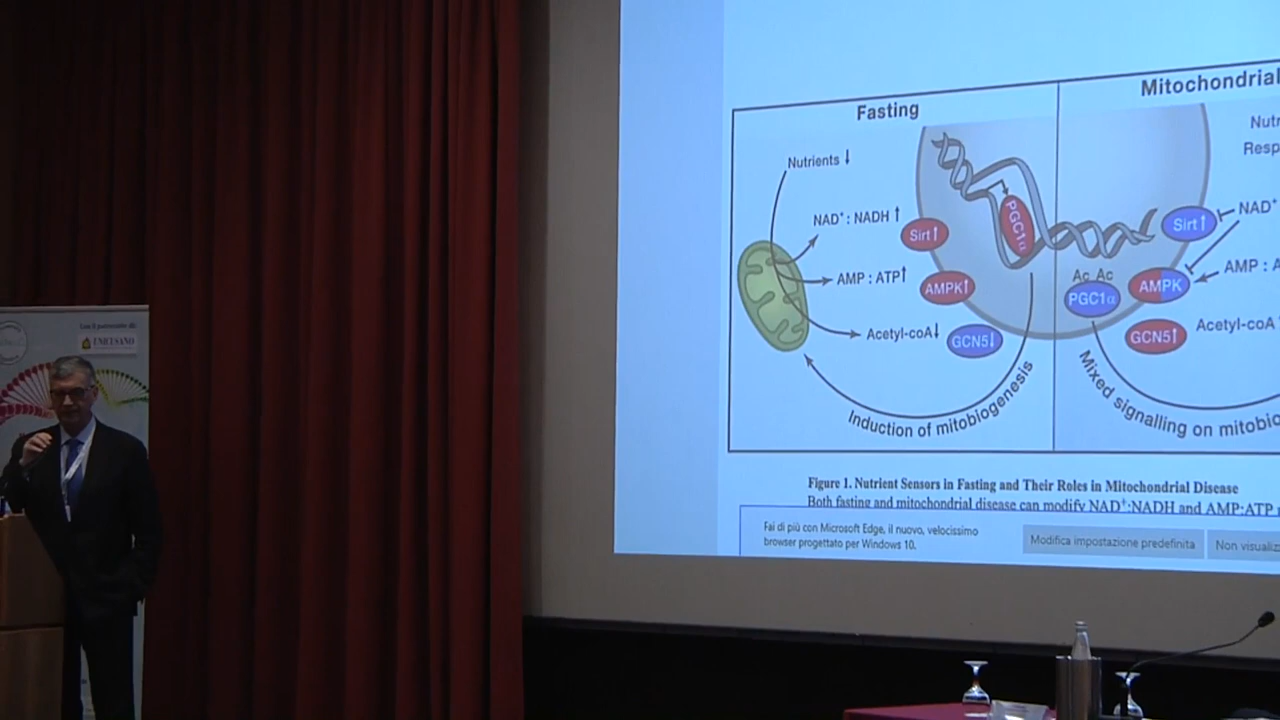 Fasting
Mitochondrial
Nutrients ↓
NAD⁺ : NADH ↑
Sirt↑
PGC1α
AMP : ATP↑
AMPK↑
Acetyl-coA↓
GCN5↓
Induction of mitobiogenesis
Sirt↑
NAD⁺
Ac Ac
PGC1α
AMPK
AMP : A
GCN5↑
Acetyl-coA
Mixed signalling on mitobio
Figure 1. Nutrient Sensors in Fasting and Their Roles in Mitochondrial Disease
Both fasting and mitochondrial disease can modify NAD⁺:NADH and AMP:ATP
Fai di più con Microsoft Edge, il nuovo, velocissimo
browser progettato per Windows 10.
Modifica impostazione predefinita
Non visualiz
Con il patrocinio di:
UNICUSANO